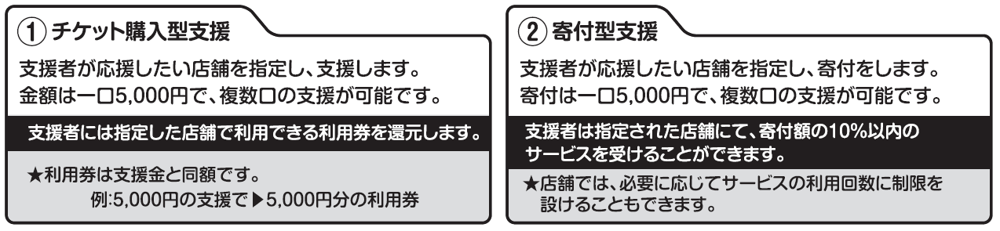 ①チケット購入型支援
支援者が応援したい店舗を指定し、支援します。
金額は一口5,000円で、複数口の支援が可能です。
支援者には指定した店舗で利用できる利用券を還元します。
★利用券は支援金と同額です。
例:5,000円の支援で▶5,000円分の利用券
②寄付型支援
支援者が応援したい店舗を指定し、寄付をします。
寄付は一口5,000円で、複数口の支援が可能です。
支援者は指定された店舗にて、寄付額の10%以内の
サービスを受けることができます。
★店舗では、必要に応じてサービスの利用回数に制限を
設けることもできます。